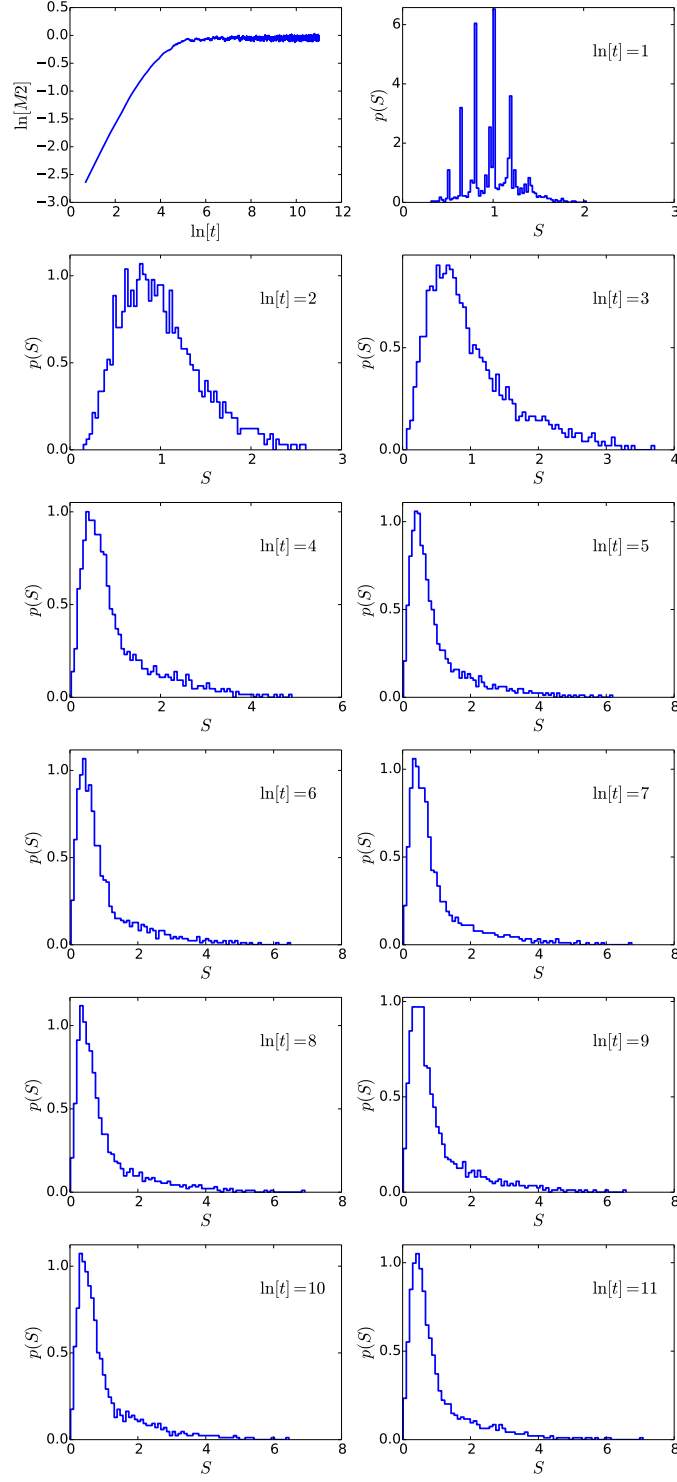 0.5
0.0
−0.5
−1.0
−1.5
−2.0
−2.5
−3.0
ln[M2]
0 2 4 6 8 10 12
ln[t]
6
4
2
0
p(S)
ln[t]=1
0 1 2 3
S
1.0
0.5
0.0
p(S)
ln[t]=2
0 1 2 3
S
0.5
0.0
p(S)
ln[t]=3
0 1 2 3 4
S
1.0
0.5
0.0
p(S)
ln[t]=4
0 2 4 6
S
1.0
0.5
0.0
p(S)
ln[t]=5
0 2 4 6 8
S
1.0
0.5
0.0
p(S)
ln[t]=6
0 2 4 6 8
S
1.0
0.5
0.0
p(S)
ln[t]=7
0 2 4 6 8
S
1.0
0.5
0.0
p(S)
ln[t]=8
0 2 4 6 8
S
1.0
0.5
0.0
p(S)
ln[t]=9
0 2 4 6 8
S
1.0
0.5
0.0
p(S)
ln[t]=10
0 2 4 6 8
S
1.0
0.5
0.0
p(S)
ln[t]=11
0 2 4 6 8
S